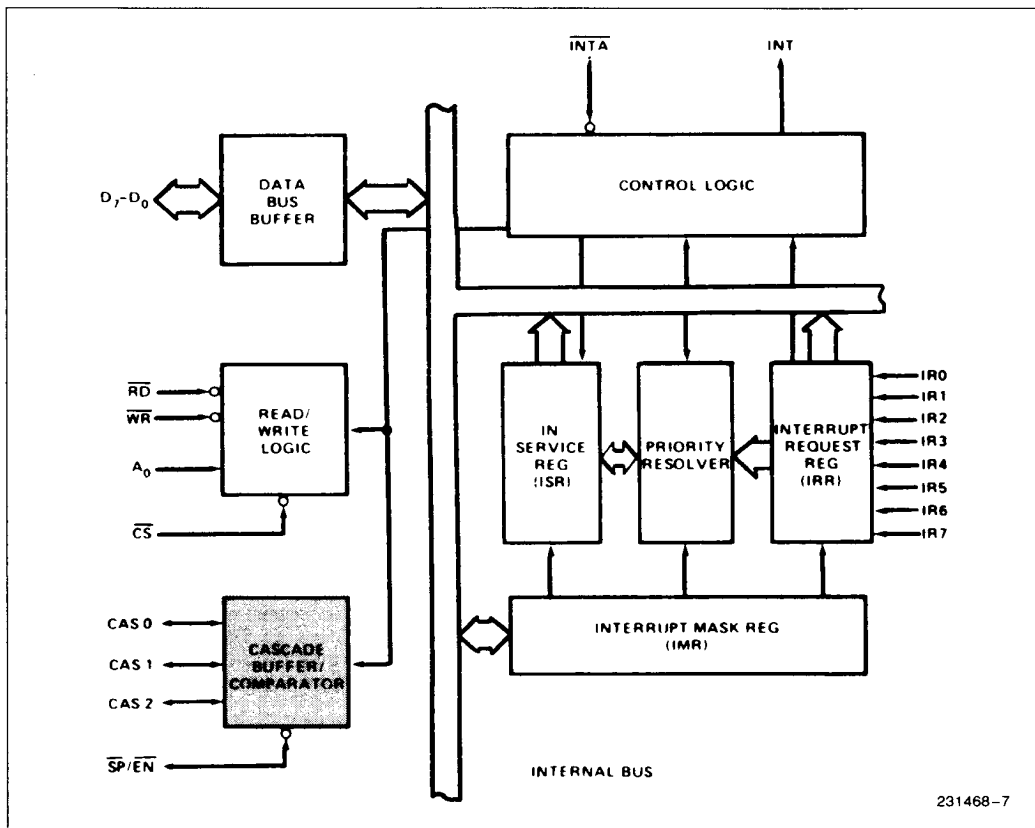 INTA
INT
DATA
BUS
BUFFER
D7-D0
CONTROL LOGIC
RD
WR
A0
CS
READ/
WRITE
LOGIC
IN
SERVICE
REG
(ISR)
PRIORITY
RESOLVER
INTERRUPT
REQUEST
REG
(IRR)
IR0
IR1
IR2
IR3
IR4
IR5
IR6
IR7
CAS 0
CAS 1
CAS 2
SP/EN
CASCADE
BUFFER/
COMPARATOR
INTERRUPT MASK REG
(IMR)
INTERNAL BUS
231468-7